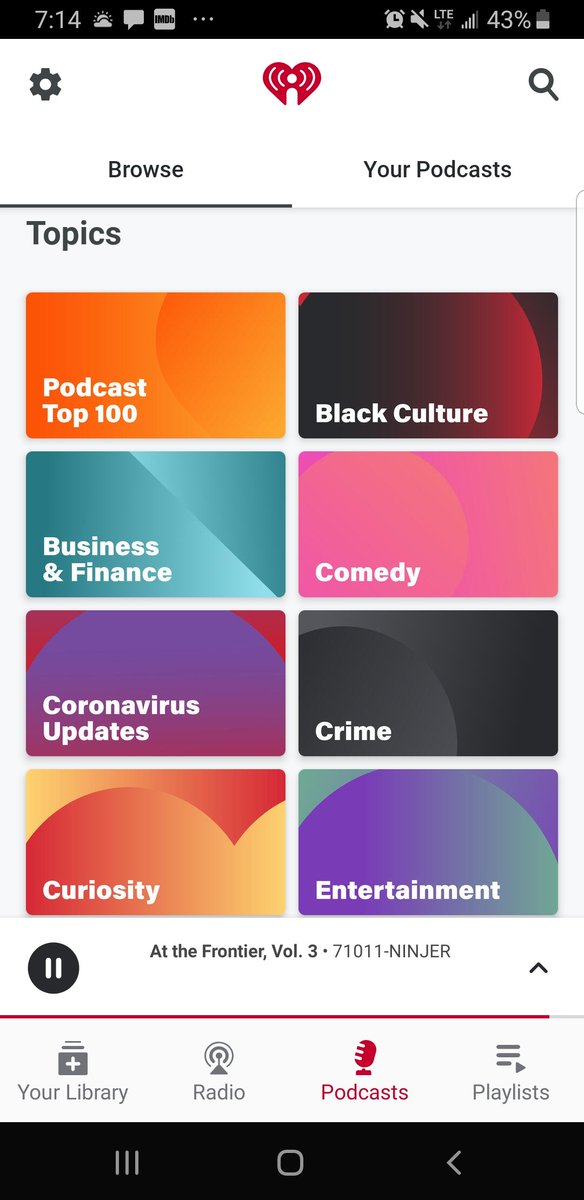 7:14 IMDb ... LTE 43%
Browse Your Podcasts
Topics
Podcast
Top 100
Black Culture
Business
& Finance
Comedy
Coronavirus
Updates
Crime
Curiosity
Entertainment
At the Frontier, Vol. 3 • 71011-NINJER
Your Library Radio Podcasts Playlists